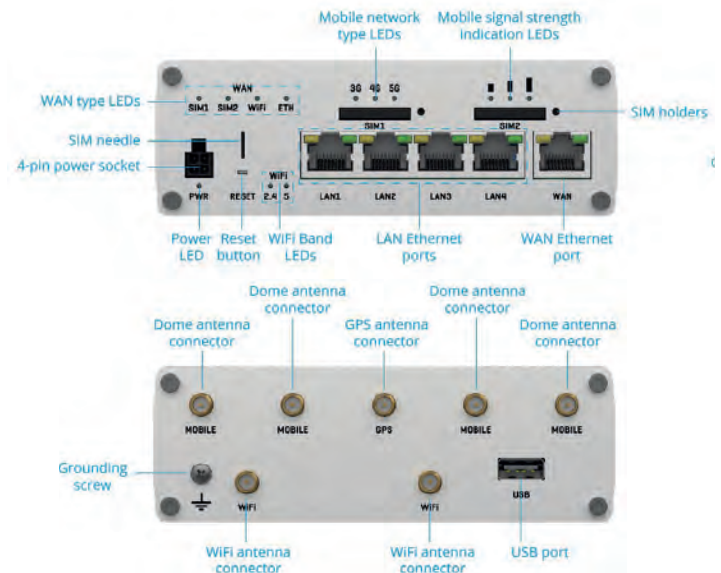 Mobile network
type LEDs
Mobile signal strength
indication LEDs
WAN type LEDs
WAN
SIM1 SIM2 WiFi ETH
3G 4G 5G
SIM1
SIM2
SIM holders
SIM needle
4-pin power socket
PWR
RESET
WiFi
2.4 5
LAN1 LAN2 LAN3 LAN4 WAN
Power
LED
Reset
button
WiFi Band
LEDs
LAN Ethernet
ports
WAN Ethernet
port
Dome antenna
connector
Dome antenna
connector
GPS antenna
connector
Dome antenna
connector
Dome antenna
connector
MOBILE MOBILE GPS MOBILE MOBILE
Grounding
screw
WiFi WiFi USB
WiFi antenna
connector
WiFi antenna
connector
USB port